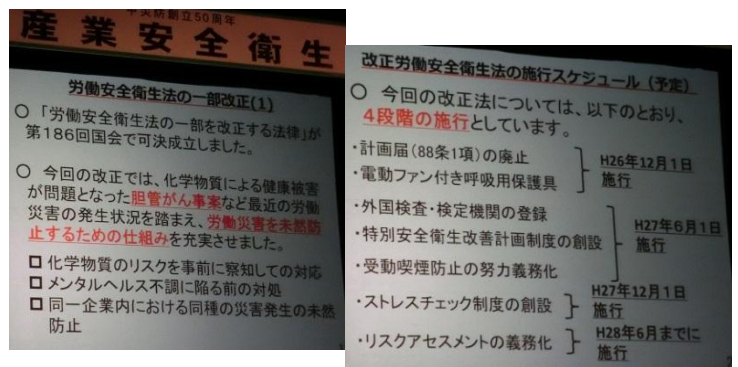 中災防創立50周年
産業安全衛生
労働安全衛生法の一部改正(1)
○ 「労働安全衛生法の一部を改正する法律」が
第186回国会で可決成立しました。
○ 今回の改正では、化学物質による健康被害
が問題となった胆管がん事案など最近の労働
災害の発生状況を踏まえ、労働災害を未然防
止するための仕組みを充実させました。
□ 化学物質のリスクを事前に察知しての対応
□ メンタルヘルス不調に陥る前の対処
□ 同一企業内における同種の災害発生の未然
防止
改正労働安全衛生法の施行スケジュール（予定）
○ 今回の改正法については、以下のとおり、
4段階の施行としています。
・計画届(88条1項)の廃止
・電動ファン付き呼吸用保護具
H26年12月1日
施行
・外国検査・検定機関の登録
・特別安全衛生改善計画制度の創設
・受動喫煙防止の努力義務化
H27年6月1日
施行
・ストレスチェック制度の創設
H27年12月1日
施行
・リスクアセスメントの義務化
H28年6月までに
施行